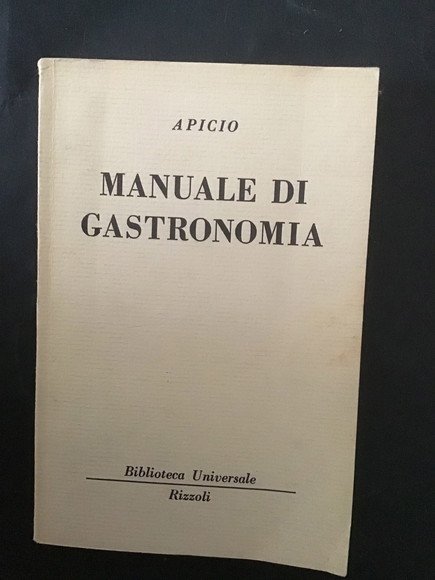 APICIO
MANUALE DI
GASTRONOMIA
Biblioteca Universale
Rizzoli